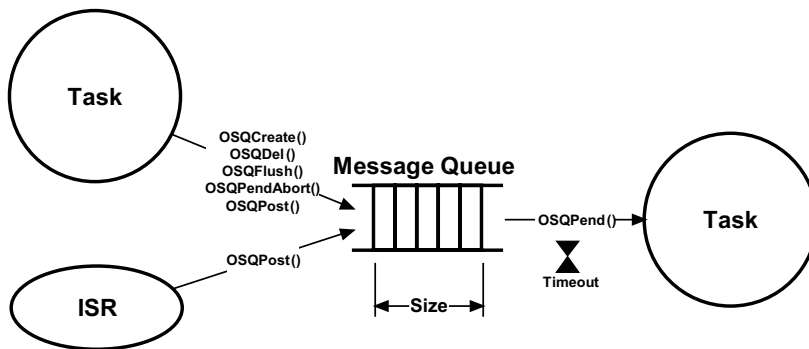 Task
OSQCreate()
OSQDel()
OSQFlush()
OSQPendAbort()
OSQPost()
Message Queue
OSQPend()
Task
Timeout
OSQPost()
ISR
Size